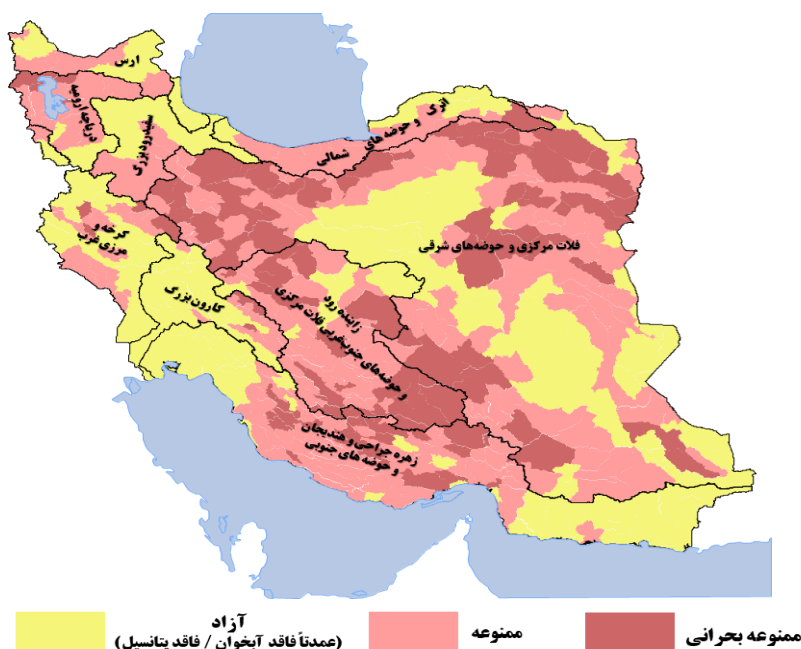 ارس
دریاچه ارومیه
سفیدرود بزرگ
اترک و حوضه های شمالی
کرخه و
مرزی غرب
کارون بزرگ
فلات مرکزی و حوضه‌های شرقی
زاینده رود
و حوضه‌های جنوب‌غربی فلات مرکزی
زهره جراحی و هندیجان
و حوضه های جنوبی
آزاد
(عمدتاً فاقد آبخوان / فاقد پتانسیل)
ممنوعه
ممنوعه بحرانی